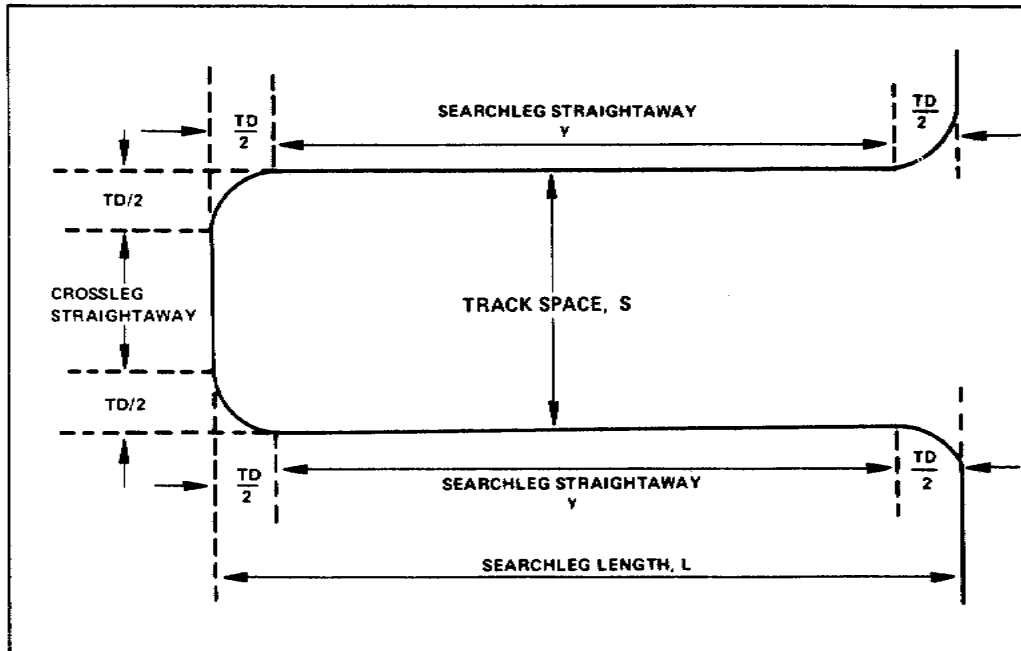 SEARCHLEG STRAIGHTAWAY
Y
TD
2
TD
2
TD/2
CROSSLEG
STRAIGHTAWAY
TRACK SPACE, S
TD/2
TD
2
SEARCHLEG STRAIGHTAWAY
Y
TD
2
SEARCHLEG LENGTH, L